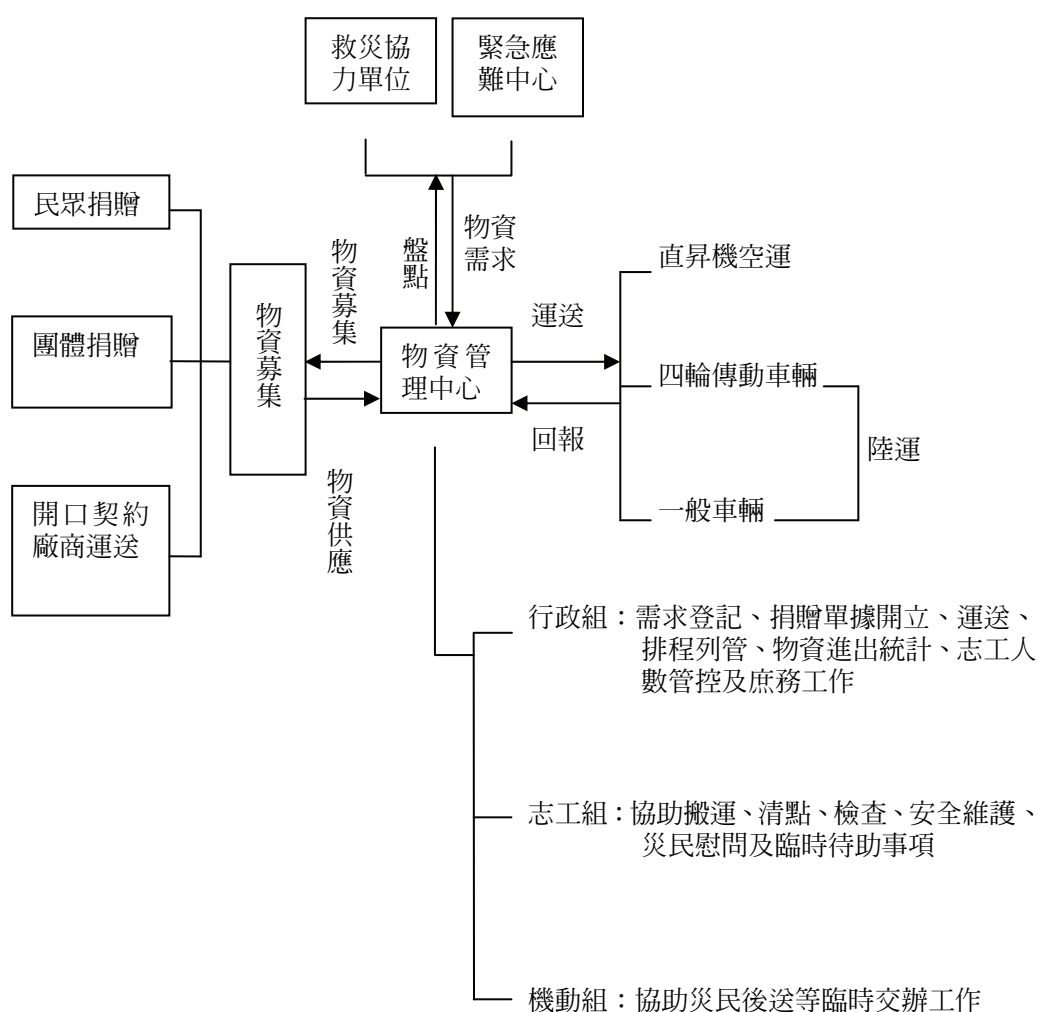 救災協
力單位
緊急應
難中心
民眾捐贈
團體捐贈
開口契約
廠商運送
物資募集
物資募集
物資供應
盤點
物資
需求
物資管
理中心
運送
回報
直昇機空運
四輪傳動車輛
一般車輛
陸運
行政組：需求登記、捐贈單據開立、運送、
排程列管、物資進出統計、志工人
數管控及庶務工作
志工組：協助搬運、清點、檢查、安全維護、
災民慰問及臨時待助事項
機動組：協助災民後送等臨時交辦工作